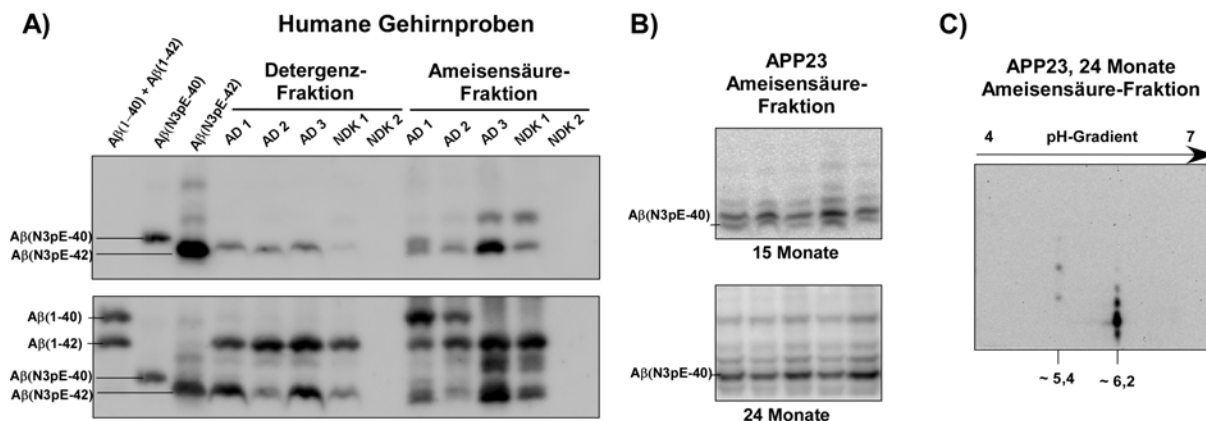 A)
Humane Gehirnproben
Aβ(1-40) + Aβ(1-42)
Aβ(N3pE-40)
Aβ(N3pE-42)
Detergenz-
Fraktion
AD 1
AD 2
AD 3
NDK 1
NDK 2
Ameisensäure-
Fraktion
AD 1
AD 2
AD 3
NDK 1
NDK 2
Aβ(N3pE-40)
Aβ(N3pE-42)
Aβ(1-40)
Aβ(1-42)
Aβ(N3pE-40)
Aβ(N3pE-42)
B)
APP23
Ameisensäure-
Fraktion
Aβ(N3pE-40)
15 Monate
Aβ(N3pE-40)
24 Monate
C)
APP23, 24 Monate
Ameisensäure-Fraktion
4 pH-Gradient 7
~ 5,4 ~ 6,2